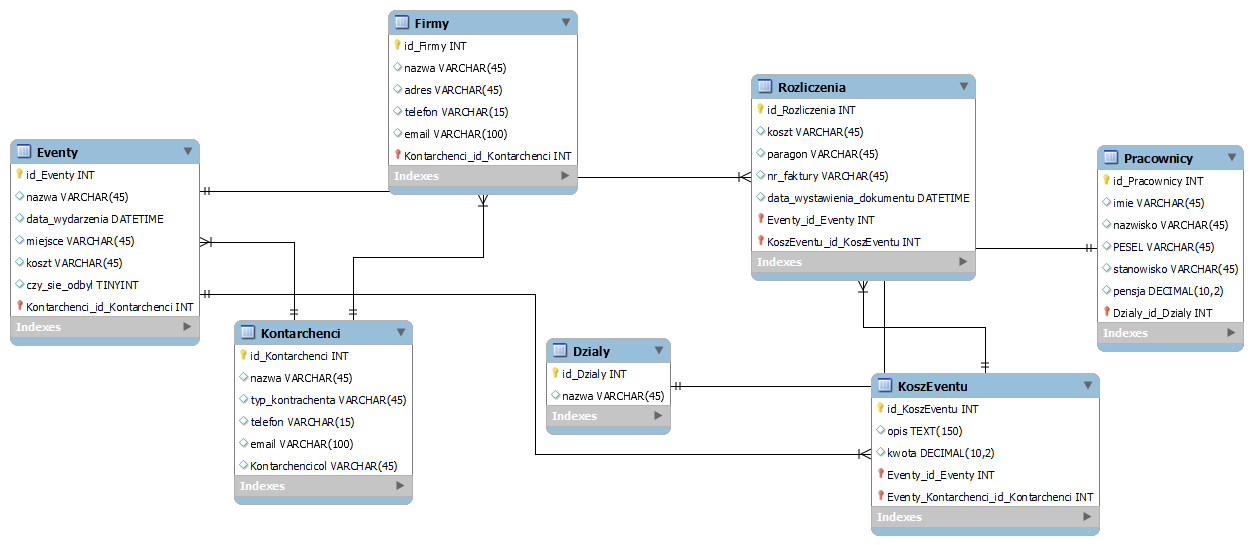 Firmy
id_Firmy INT
nazwa VARCHAR(45)
adres VARCHAR(45)
telefon VARCHAR(15)
email VARCHAR(100)
Kontarchenci_id_Kontarchenci INT
Indexes
Rozliczenia
id_Rozliczenia INT
koszt VARCHAR(45)
paragon VARCHAR(45)
nr_faktury VARCHAR(45)
data_wystawienia_dokumentu DATETIME
Eventy_id_Eventy INT
KoszEventu_id_KoszEventu INT
Indexes
Eventy
id_Eventy INT
nazwa VARCHAR(45)
data_wydarzenia DATETIME
miejsce VARCHAR(45)
koszt VARCHAR(45)
czy_sie_odbyl TINYINT
Kontarchenci_id_Kontarchenci INT
Indexes
Pracownicy
id_Pracownicy INT
imie VARCHAR(45)
nazwisko VARCHAR(45)
PESEL VARCHAR(45)
stanowisko VARCHAR(45)
pensja DECIMAL(10,2)
Dzialy_id_Dzialy INT
Indexes
Kontarchenci
id_Kontarchenci INT
nazwa VARCHAR(45)
typ_kontrachenta VARCHAR(45)
telefon VARCHAR(15)
email VARCHAR(100)
Kontarchencicol VARCHAR(45)
Indexes
Dzialy
id_Dzialy INT
nazwa VARCHAR(45)
Indexes
KoszEventu
id_KoszEventu INT
opis TEXT(150)
kwota DECIMAL(10,2)
Eventy_id_Eventy INT
Eventy_Kontarchenci_id_Kontarchenci INT
Indexes